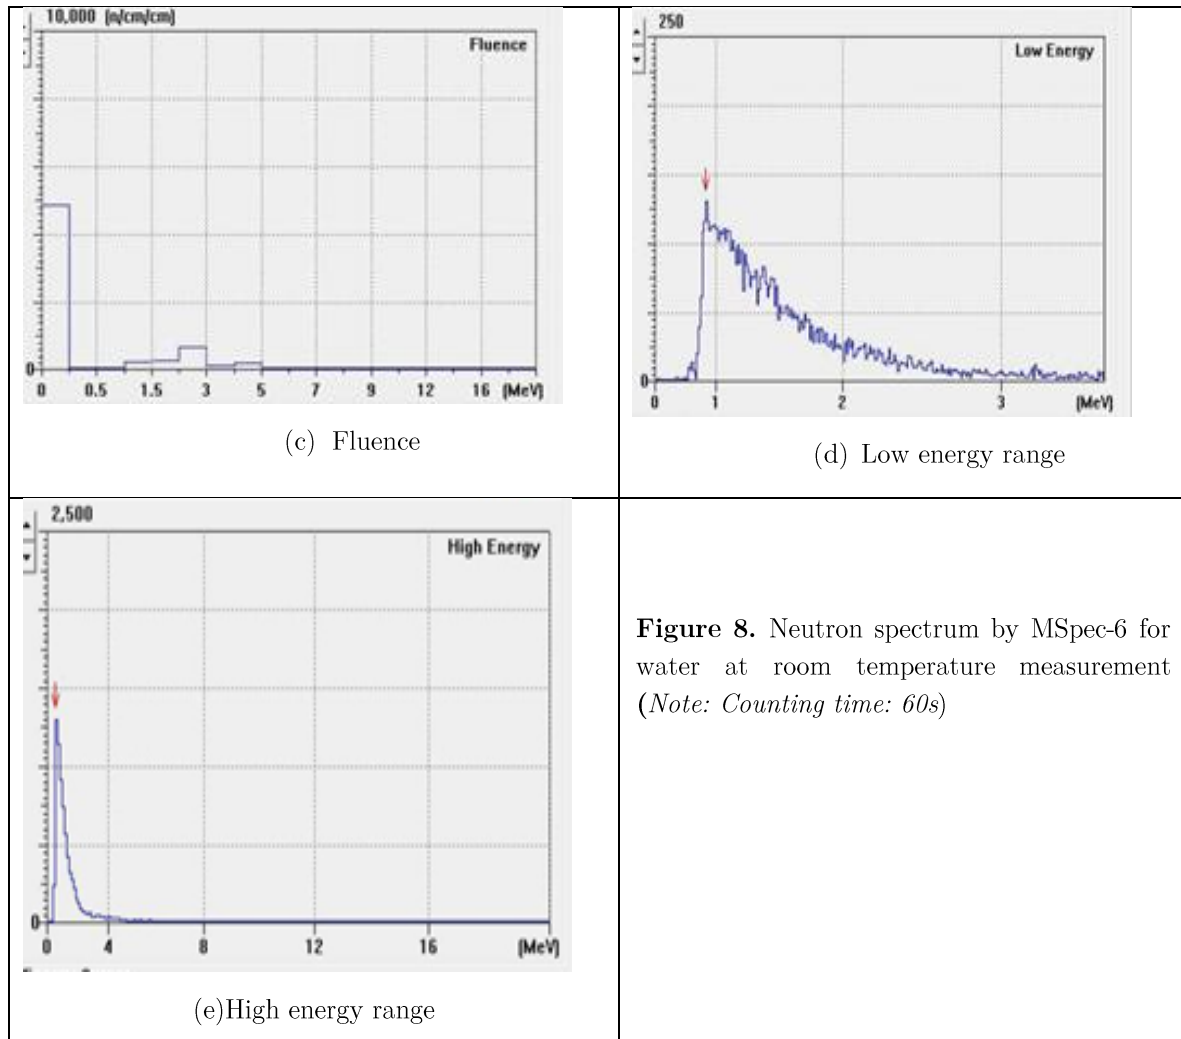 10,000 (n/cm/cm)
Fluence
0
0 0.5 1.5 3 5 7 9 12 16 (MeV)
(c) Fluence
250
Low Energy
0
0 1 2 3 (MeV)
(d) Low energy range
2,500
High Energy
0
0 4 8 12 16 (MeV)
(e)High energy range
Figure 8. Neutron spectrum by MSpec-6 for
water at room temperature measurement
(Note: Counting time: 60s)